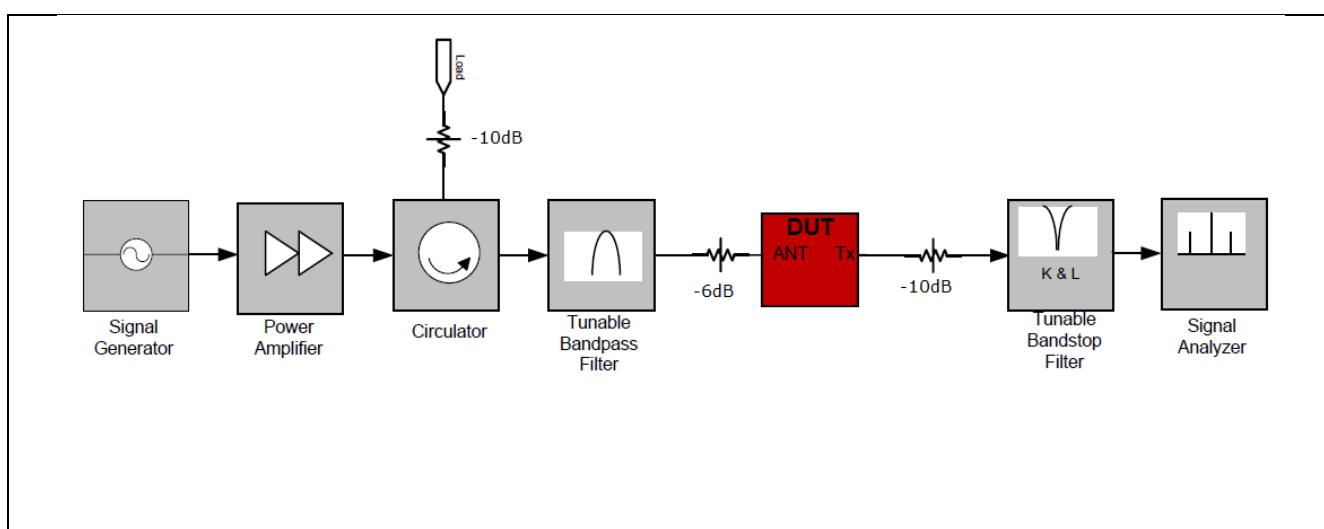 Load
-10dB
DUT
ANT Tx
K & L
-6dB
-10dB
Signal
Generator
Power
Amplifier
Circulator
Tunable
Bandpass
Filter
Tunable
Bandstop
Filter
Signal
Analyzer